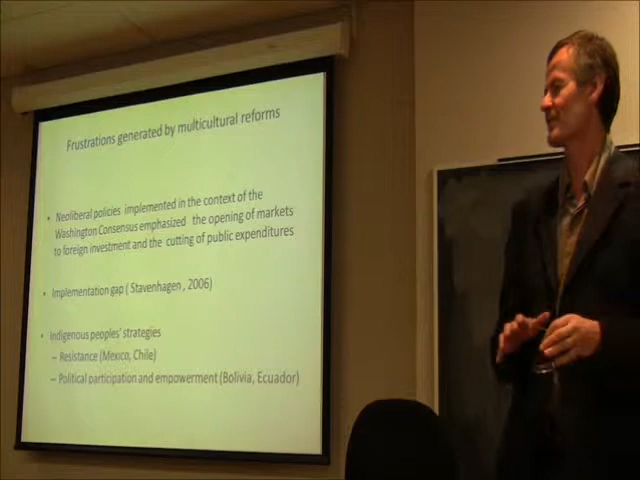 Frustrations generated by multicultural reforms
• Neoliberal policies implemented in the context of the
Washington Consensus emphasized the opening of markets
to foreign investment and the cutting of public expenditures
• Implementation gap ( Stavenhagen , 2006)
• Indigenous peoples' strategies
– Resistance (Mexico, Chile)
– Political participation and empowerment (Bolivia, Ecuador)